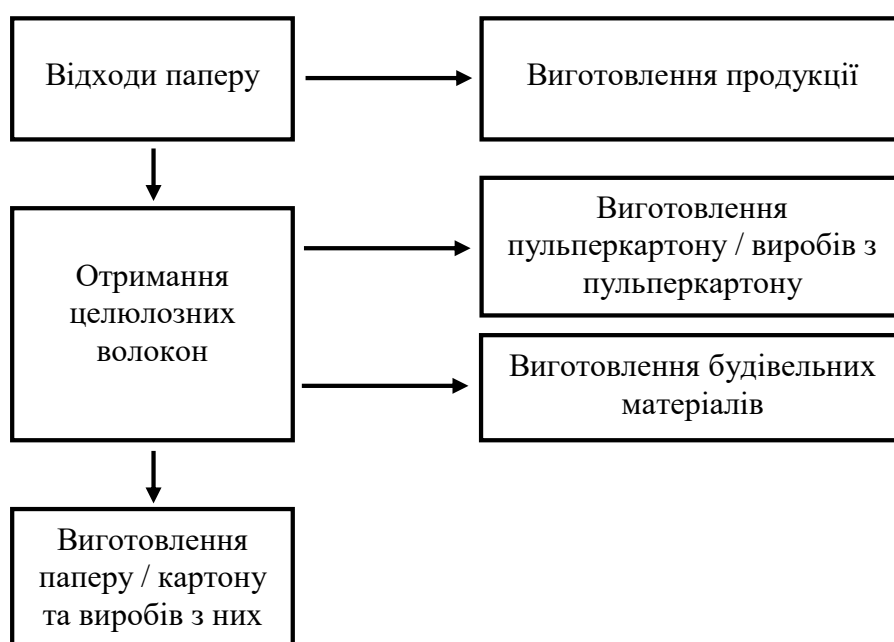 Відходи паперу
Виготовлення продукції
Отримання
целюлозних
волокон
Виготовлення
пульперкартону / виробів з
пульперкартону
Виготовлення будівельних
матеріалів
Виготовлення
паперу / картону
та виробів з них